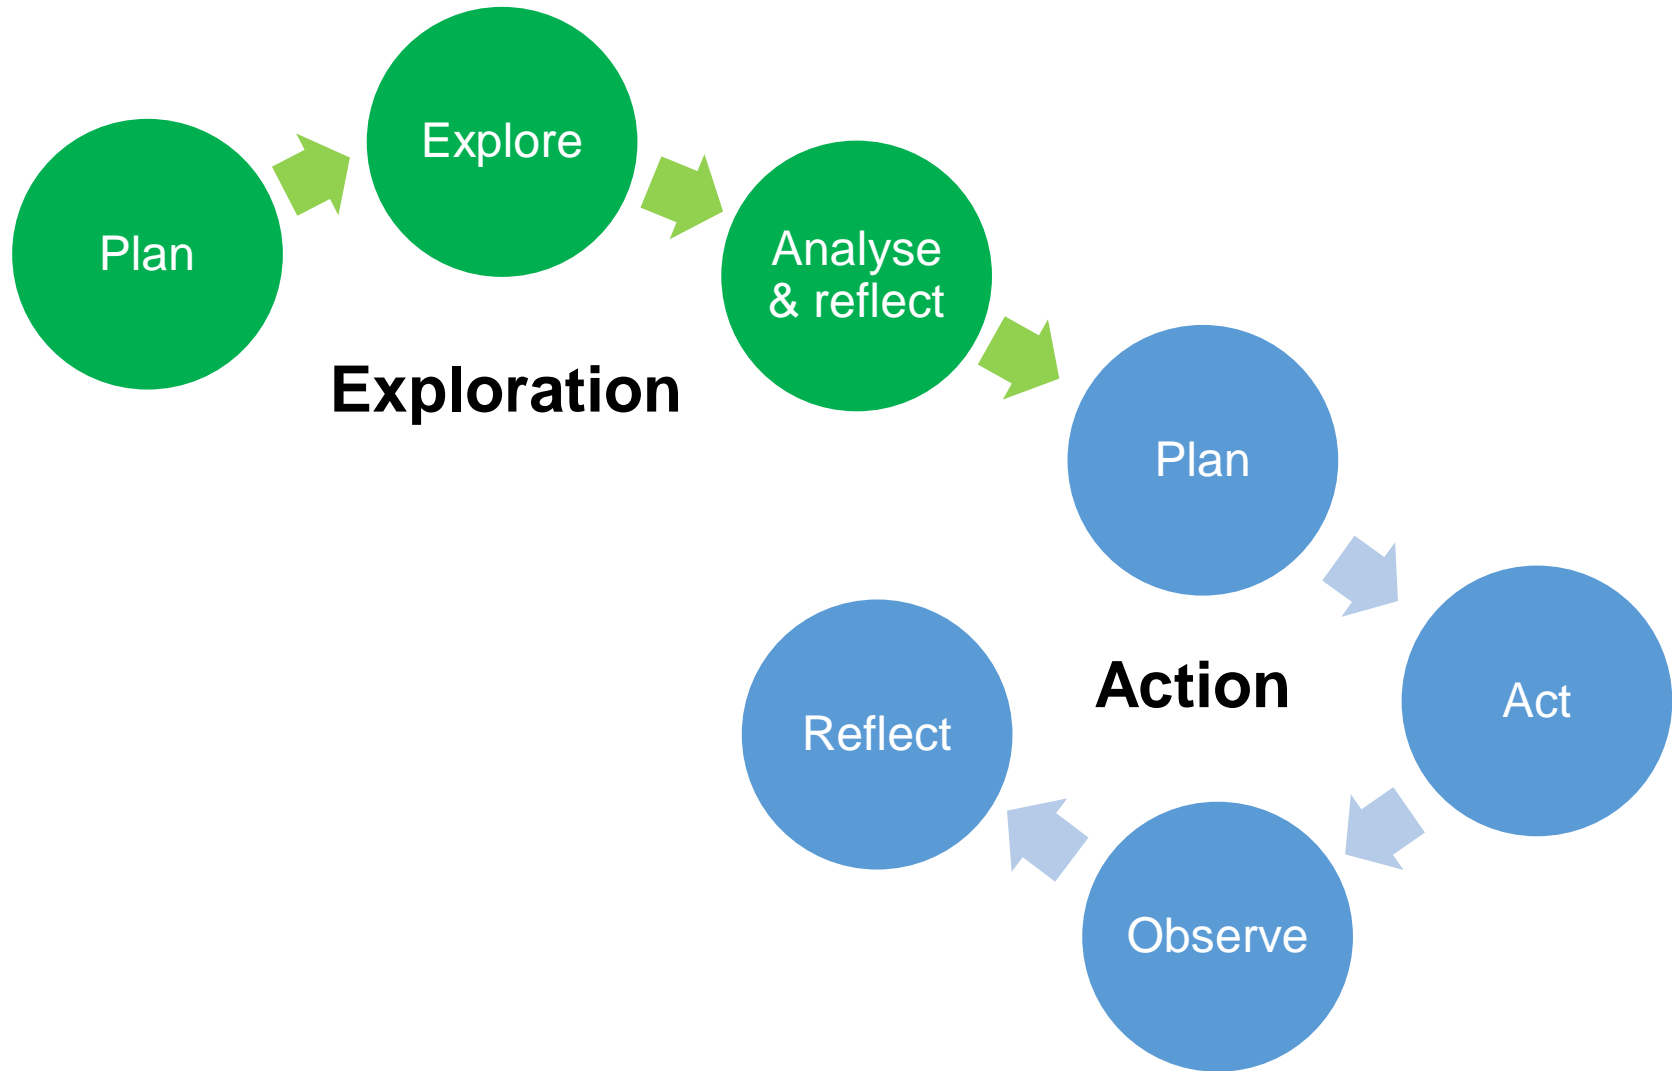 Plan
Explore
Analyse
& reflect
Exploration
Plan
Act
Action
Observe
Reflect